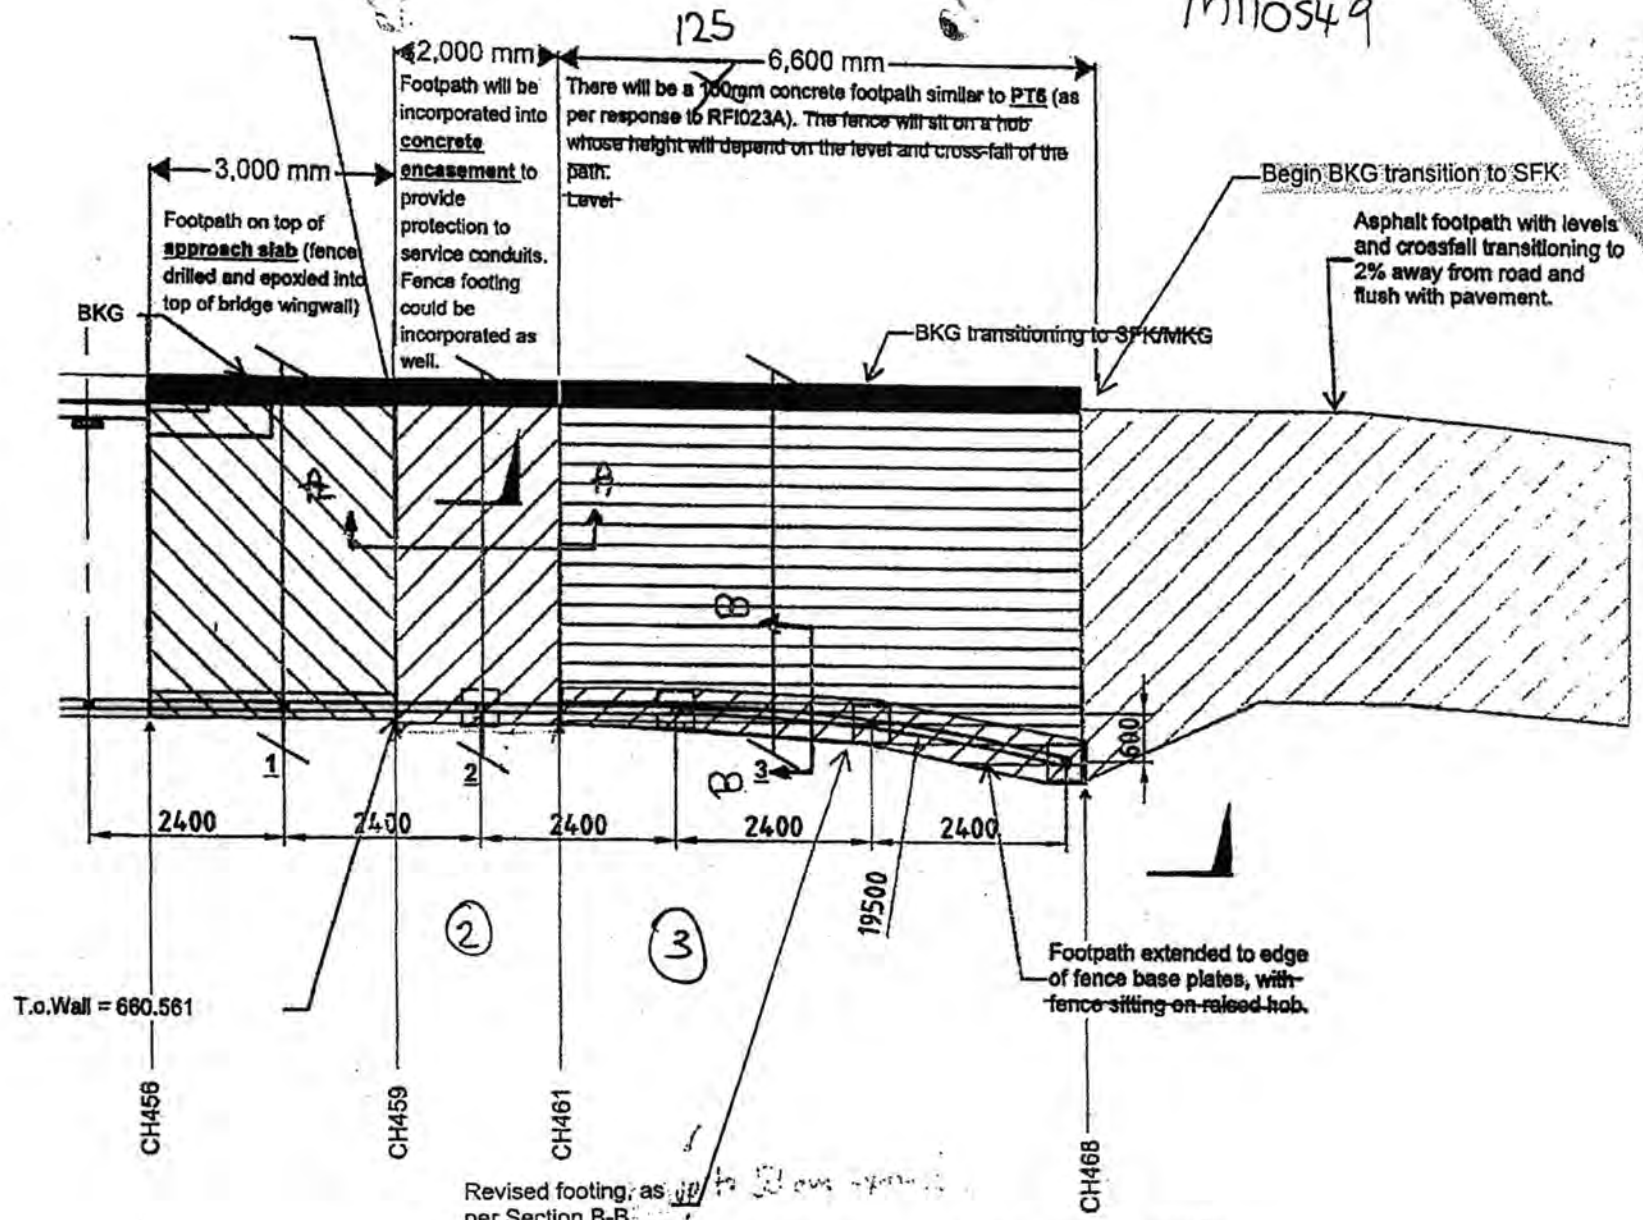 125
M110549
2,000 mm
6,600 mm
Footpath will be
incorporated into
concrete
encasement to
provide
protection to
service conduits.
Fence footing
could be
incorporated as
well.
There will be a 100mm concrete footpath similar to PT6 (as
per response to RFI023A). The fence will sit on a hob
whose height will depend on the level and cross-fall of the
path.
Level
3,000 mm
Footpath on top of
approach slab (fence
drilled and epoxied into
top of bridge wingwall)
BKG
Begin BKG transition to SFK
Asphalt footpath with levels
and crossfall transitioning to
2% away from road and
flush with pavement.
BKG transitioning to SFK/MKG
A
A
B
B
1
2
3
600
2400
2400
2400
2400
2400
19500
2
3
Footpath extended to edge
of fence base plates, with
fence sitting on raised hob.
T.o.Wall = 660.561
CH456
CH459
CH461
CH468
Revised footing, as
per Section B-B